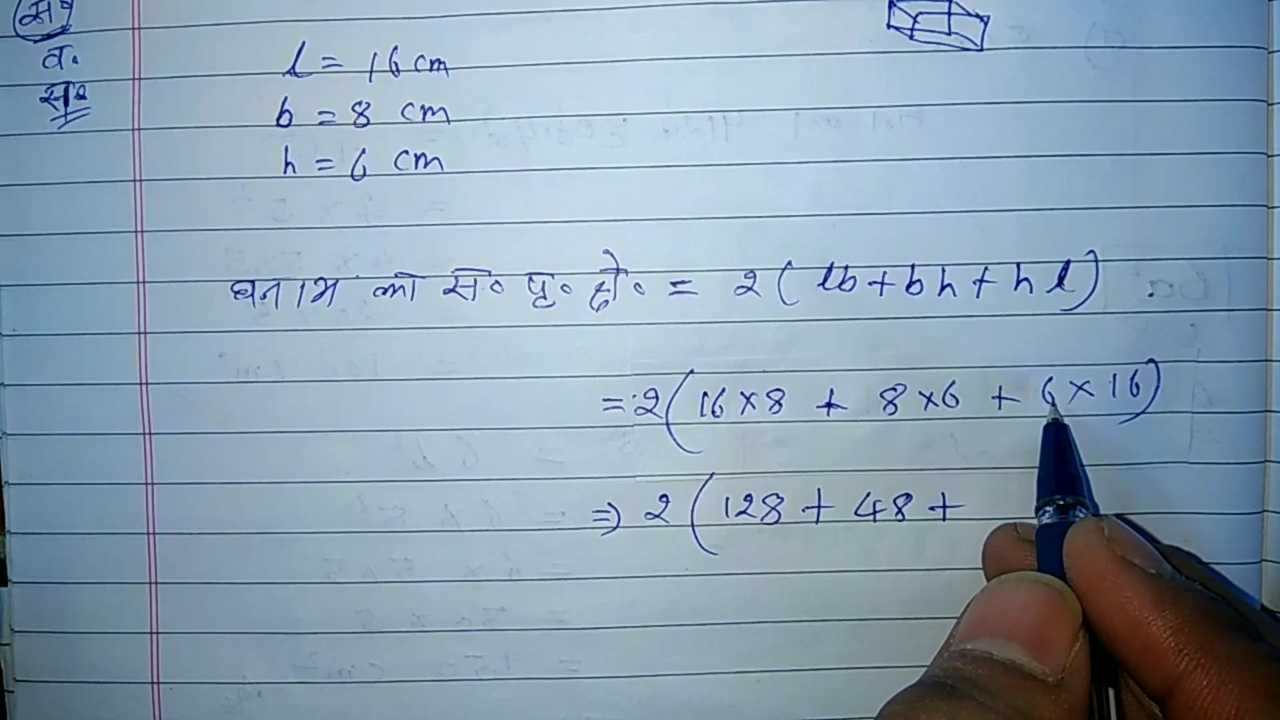 व.
l = 16 cm
b = 8 cm
h = 6 cm
घनाभ का स० पृ० क्षे० = 2 ( lb + bh + hl )
= 2 ( 16 × 8 + 8 × 6 + 6 × 16 )
⇒ 2 ( 128 + 48 +